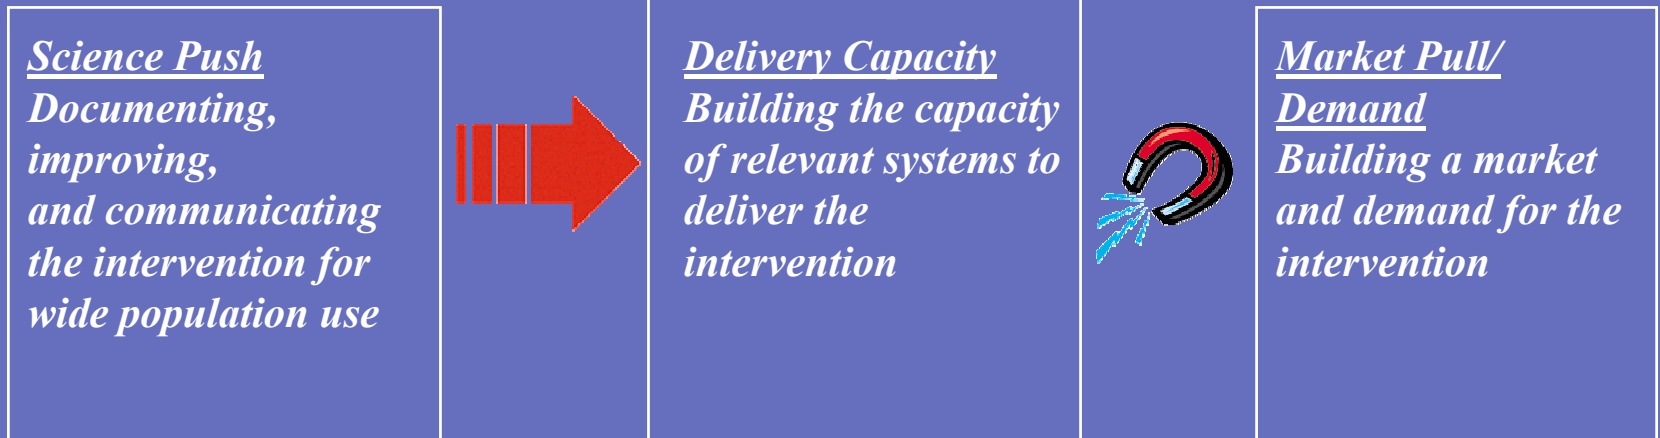 Science Push
Documenting,
improving,
and communicating
the intervention for
wide population use
Delivery Capacity
Building the capacity
of relevant systems to
deliver the
intervention
Market Pull/
Demand
Building a market
and demand for the
intervention